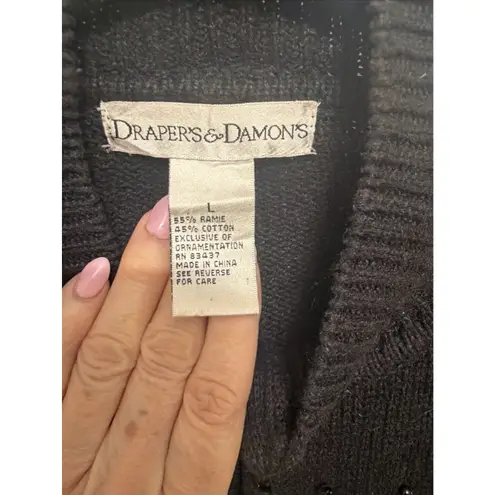 DRAPER'S & DAMON'S
L
55% RAMIE
45% COTTON
EXCLUSIVE OF
ORNAMENTATION
RN 83437
MADE IN CHINA
SEE REVERSE
FOR CARE